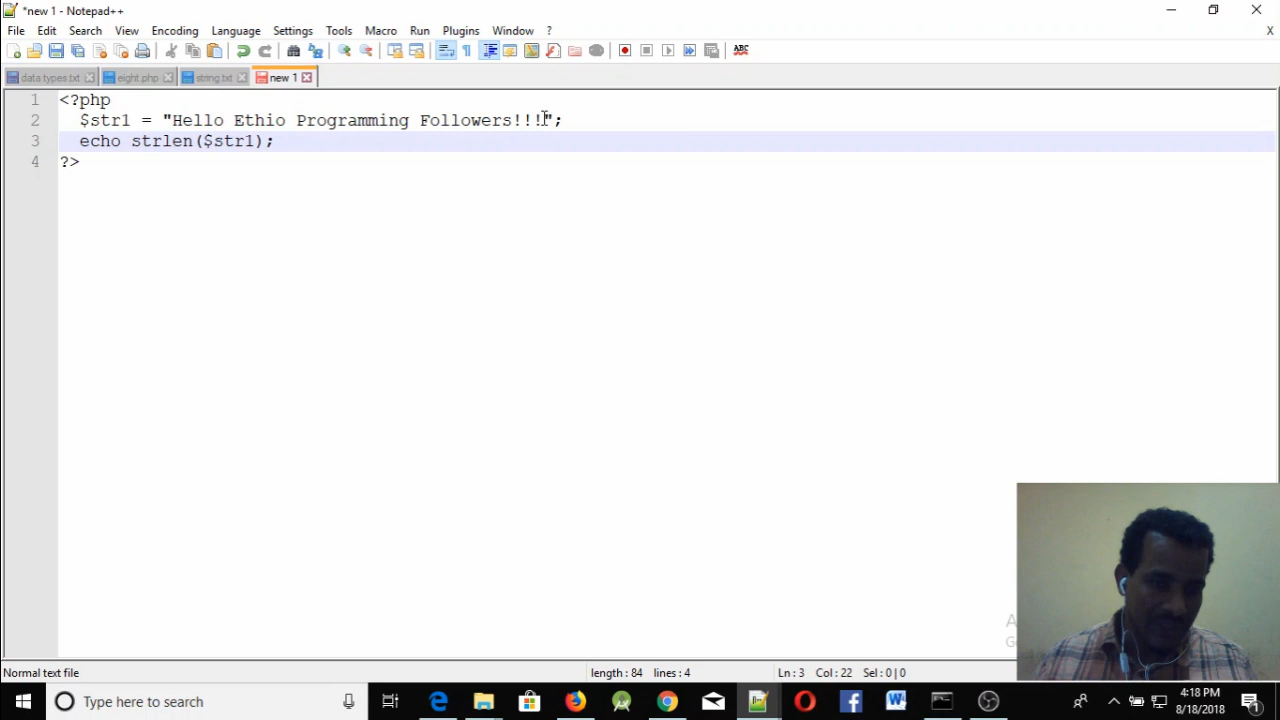 *new 1 - Notepad++
File Edit Search View Encoding Language Settings Tools Macro Run Plugins Window ? X
data types.txt eight.php string.txt new 1
1 <?php
2 $str1 = "Hello Ethio Programming Followers!!!";
3 echo strlen($str1);
4 ?>
Normal text file length : 84 lines : 4 Ln : 3 Col : 22 Sel : 0 | 0
Type here to search 4:18 PM
8/18/2018